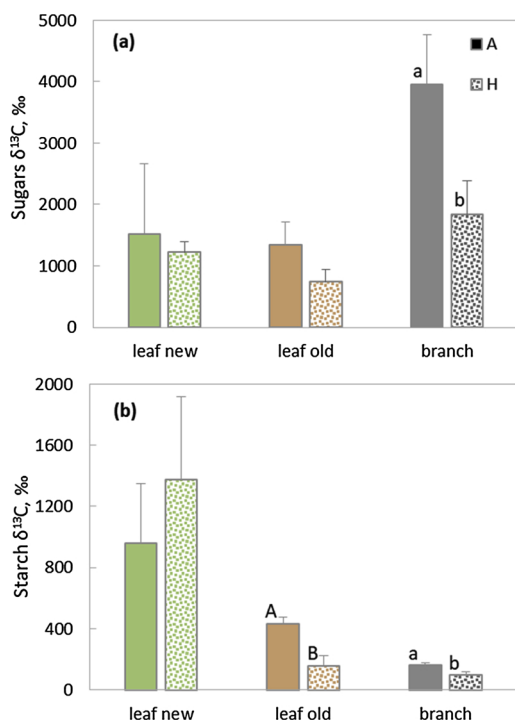 (a)
A
H
Sugars δ¹³C, ‰
5000
4000
3000
2000
1000
0
a
b
leaf new leaf old branch
(b)
Starch δ¹³C, ‰
2000
1600
1200
800
400
0
A
B
a
b
leaf new leaf old branch